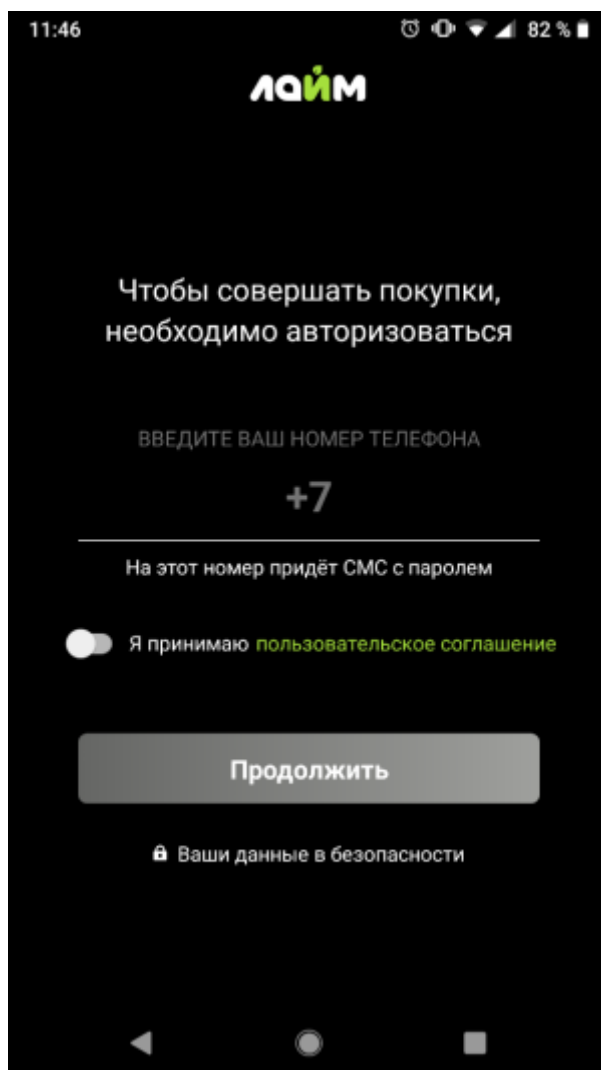 11:46
82 %
лайм
Чтобы совершать покупки,
необходимо авторизоваться
ВВЕДИТЕ ВАШ НОМЕР ТЕЛЕФОНА
+7
На этот номер придёт СМС с паролем
Я принимаю пользовательское соглашение
Продолжить
Ваши данные в безопасности